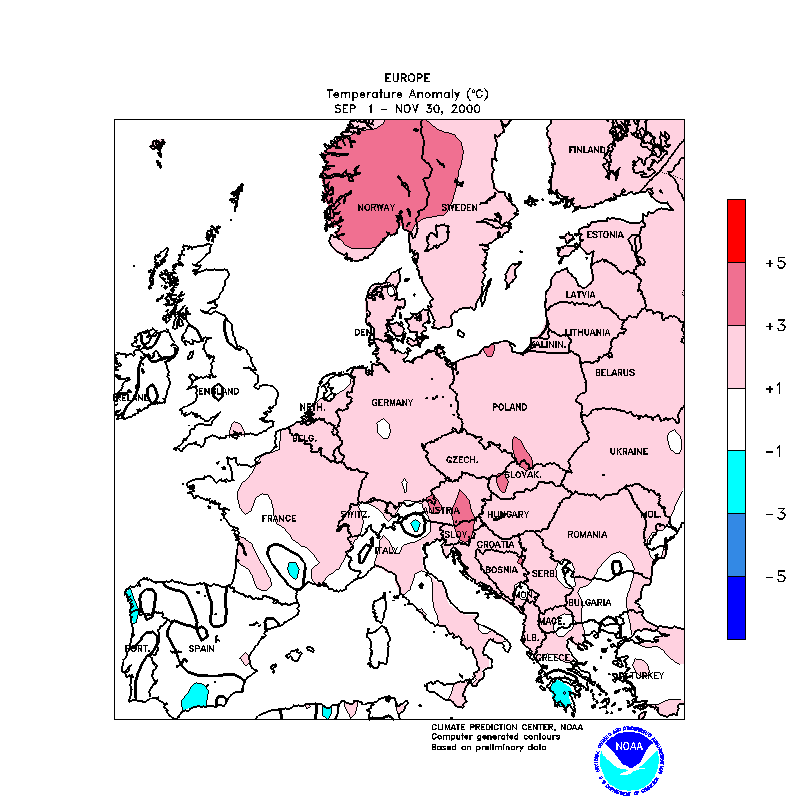 EUROPE
Temperature Anomaly (°C)
SEP 1 - NOV 30, 2000
FINLAND
NORWAY
SWEDEN
ESTONIA
LATVIA
DEN.
LITHUANIA
KALININ.
BELARUS
IRELAND
ENGLAND
NETH.
GERMANY
POLAND
BELG.
UKRAINE
CZECH.
SLOVAK.
FRANCE
SWITZ.
AUSTRIA
HUNGARY
MOL.
SLOV.
ROMANIA
ITALY
CROATIA
BOSNIA
SERB.
MON.
BULGARIA
MACE.
PORT.
SPAIN
ALB.
GREECE
TURKEY
+5
+3
+1
-1
-3
-5
CLIMATE PREDICTION CENTER, NOAA
Computer generated contours
Based on preliminary data
NOAA